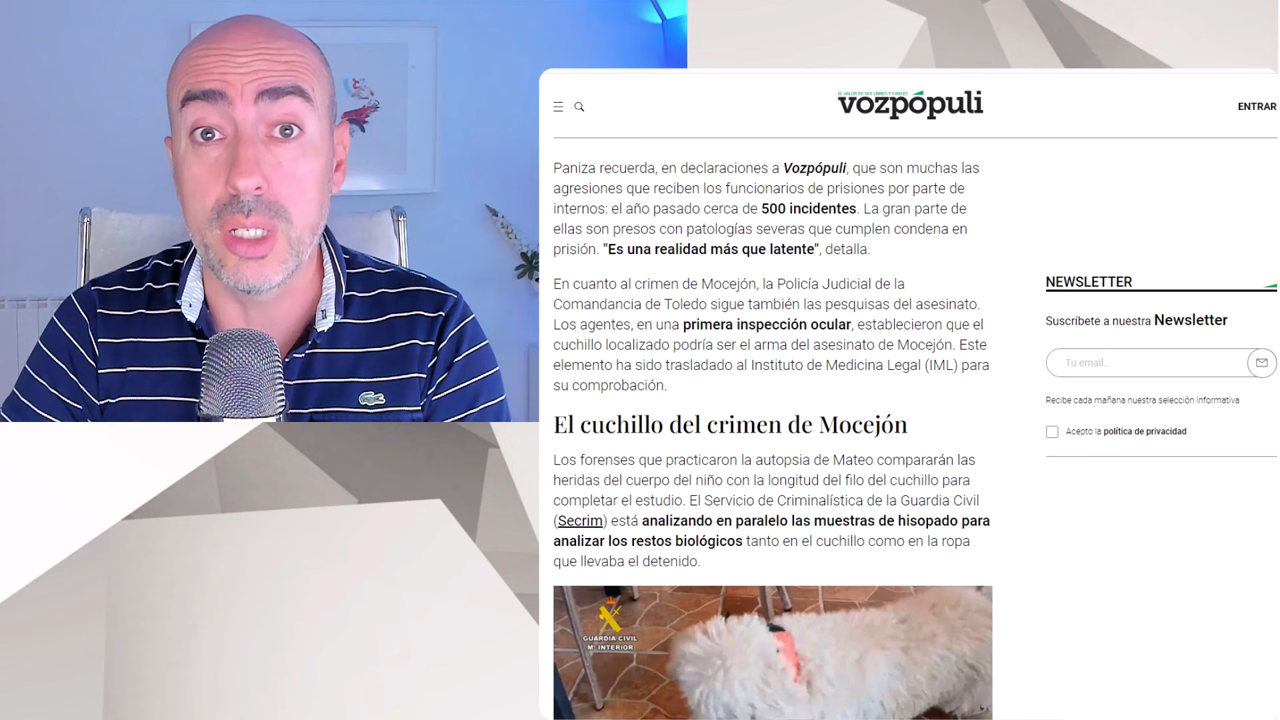 EL VALOR DE SER LIBRES Y FIABLES
vozpópuli
ENTRAR
Paniza recuerda, en declaraciones a Vozpópuli, que son muchas las
agresiones que reciben los funcionarios de prisiones por parte de
internos: el año pasado cerca de 500 incidentes. La gran parte de
ellas son presos con patologías severas que cumplen condena en
prisión. "Es una realidad más que latente", detalla.
En cuanto al crimen de Mocejón, la Policía Judicial de la
Comandancia de Toledo sigue también las pesquisas del asesinato.
Los agentes, en una primera inspección ocular, establecieron que el
cuchillo localizado podría ser el arma del asesinato de Mocejón. Este
elemento ha sido trasladado al Instituto de Medicina Legal (IML) para
su comprobación.
El cuchillo del crimen de Mocejón
Los forenses que practicaron la autopsia de Mateo compararán las
heridas del cuerpo del niño con la longitud del filo del cuchillo para
completar el estudio. El Servicio de Criminalística de la Guardia Civil
(Secrim) está analizando en paralelo las muestras de hisopado para
analizar los restos biológicos tanto en el cuchillo como en la ropa
que llevaba el detenido.
GUARDIA CIVIL
Mº INTERIOR
NEWSLETTER
Suscríbete a nuestra Newsletter
Tu email...
Recibe cada mañana nuestra selección informativa
Acepto la política de privacidad